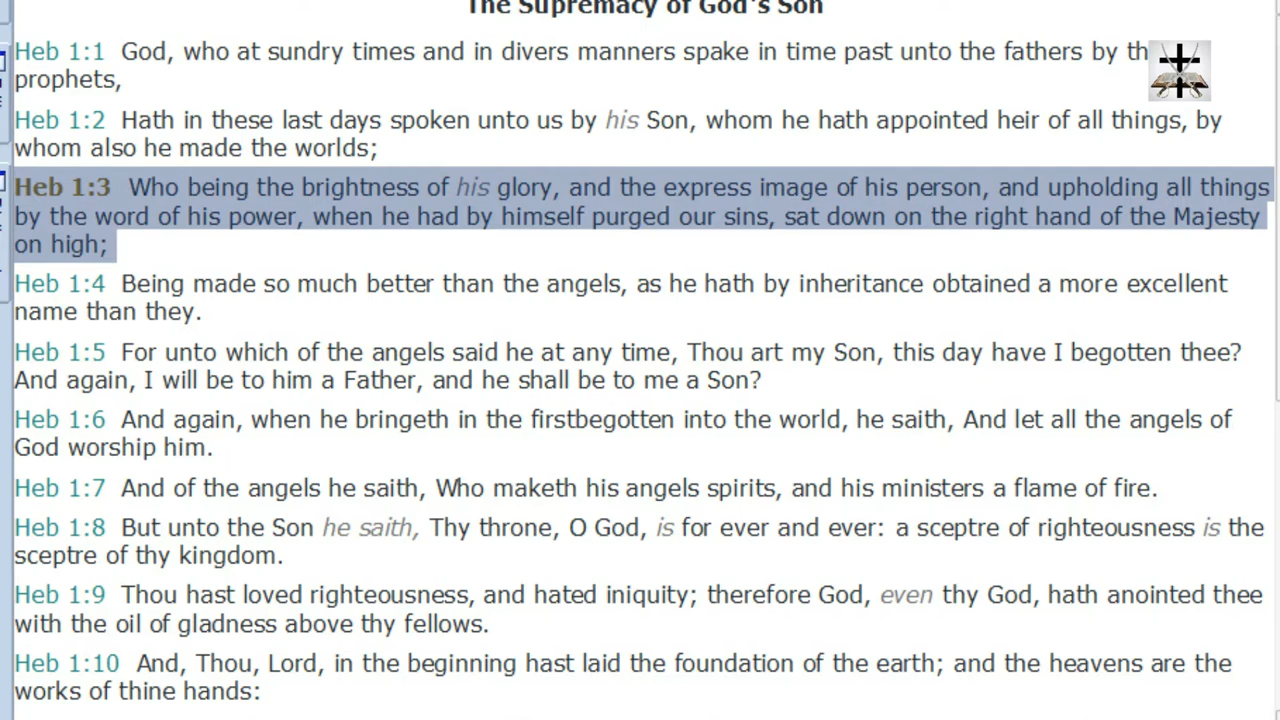 The Supremacy of God's Son
Heb 1:1 God, who at sundry times and in divers manners spake in time past unto the fathers by
prophets,
Heb 1:2 Hath in these last days spoken unto us by his Son, whom he hath appointed heir of all things, by
whom also he made the worlds;
Heb 1:3 Who being the brightness of his glory, and the express image of his person, and upholding all things
by the word of his power, when he had by himself purged our sins, sat down on the right hand of the Majesty
on high;
Heb 1:4 Being made so much better than the angels, as he hath by inheritance obtained a more excellent
name than they.
Heb 1:5 For unto which of the angels said he at any time, Thou art my Son, this day have I begotten thee?
And again, I will be to him a Father, and he shall be to me a Son?
Heb 1:6 And again, when he bringeth in the firstbegotten into the world, he saith, And let all the angels of
God worship him.
Heb 1:7 And of the angels he saith, Who maketh his angels spirits, and his ministers a flame of fire.
Heb 1:8 But unto the Son he saith, Thy throne, O God, is for ever and ever: a sceptre of righteousness is the
sceptre of thy kingdom.
Heb 1:9 Thou hast loved righteousness, and hated iniquity; therefore God, even thy God, hath anointed thee
with the oil of gladness above thy fellows.
Heb 1:10 And, Thou, Lord, in the beginning hast laid the foundation of the earth; and the heavens are the
works of thine hands: